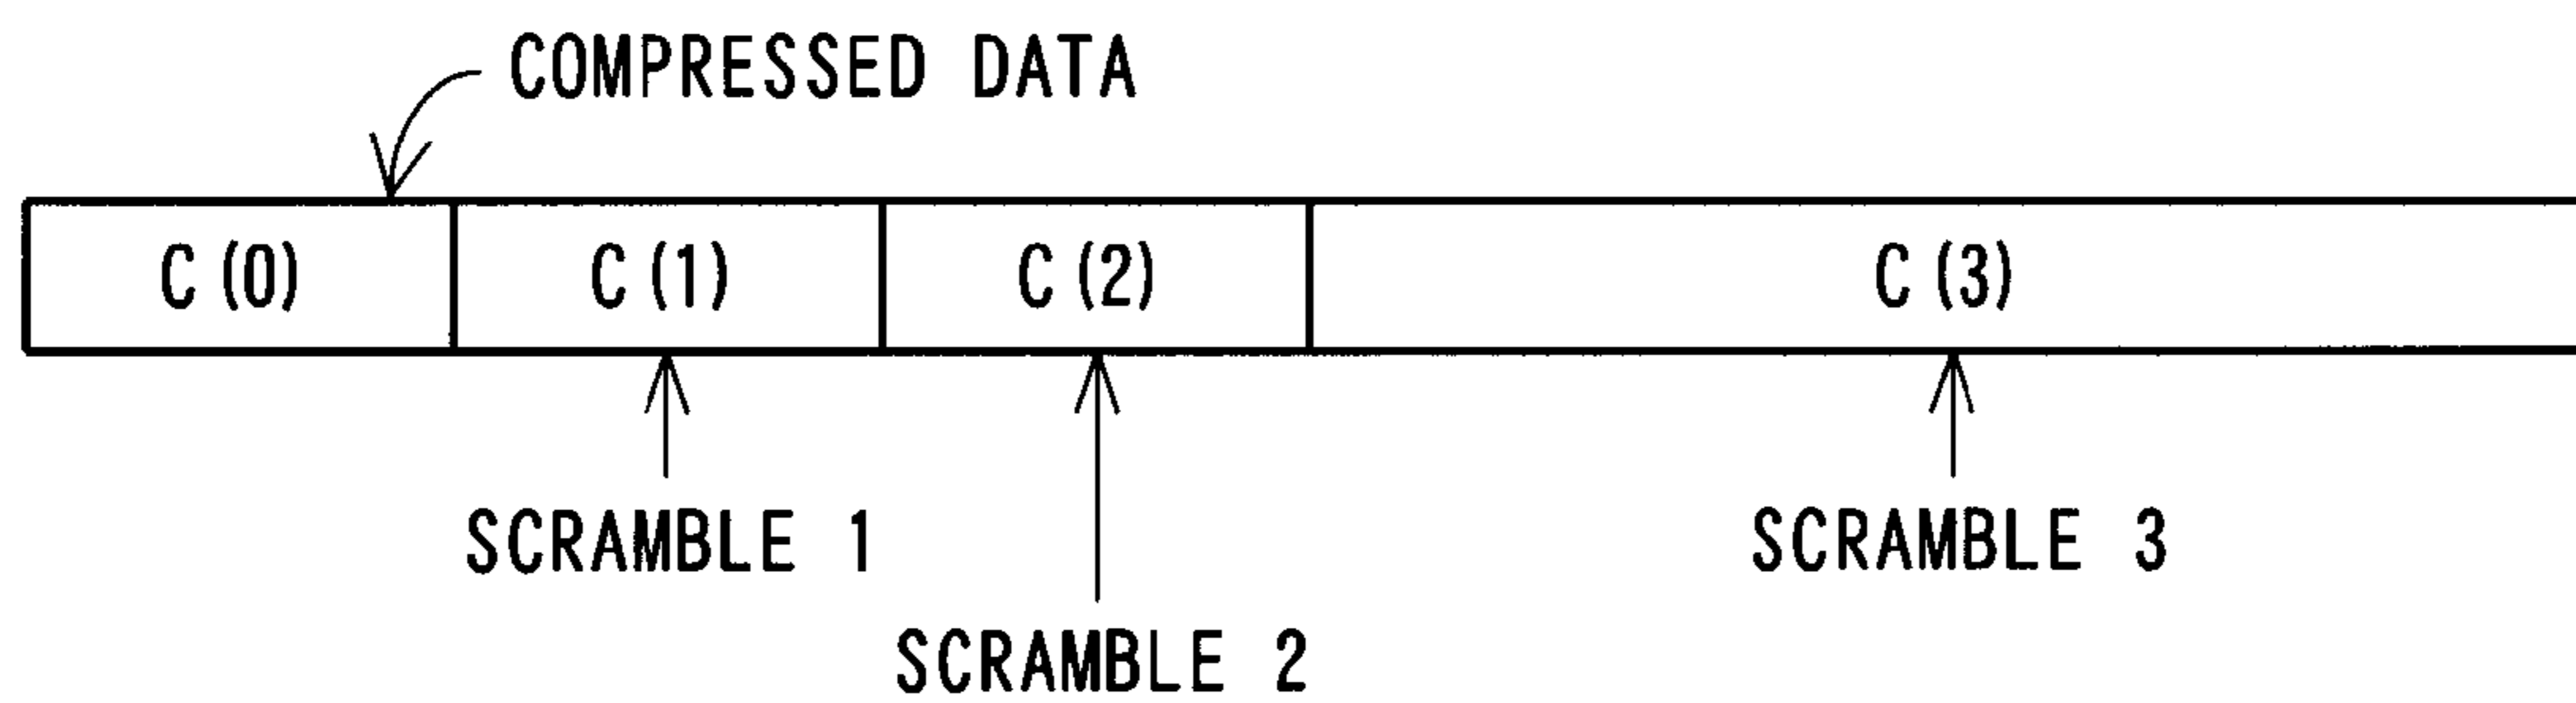 COMPRESSED DATA
C (0) C (1) C (2) C (3)
SCRAMBLE 1 SCRAMBLE 3
SCRAMBLE 2